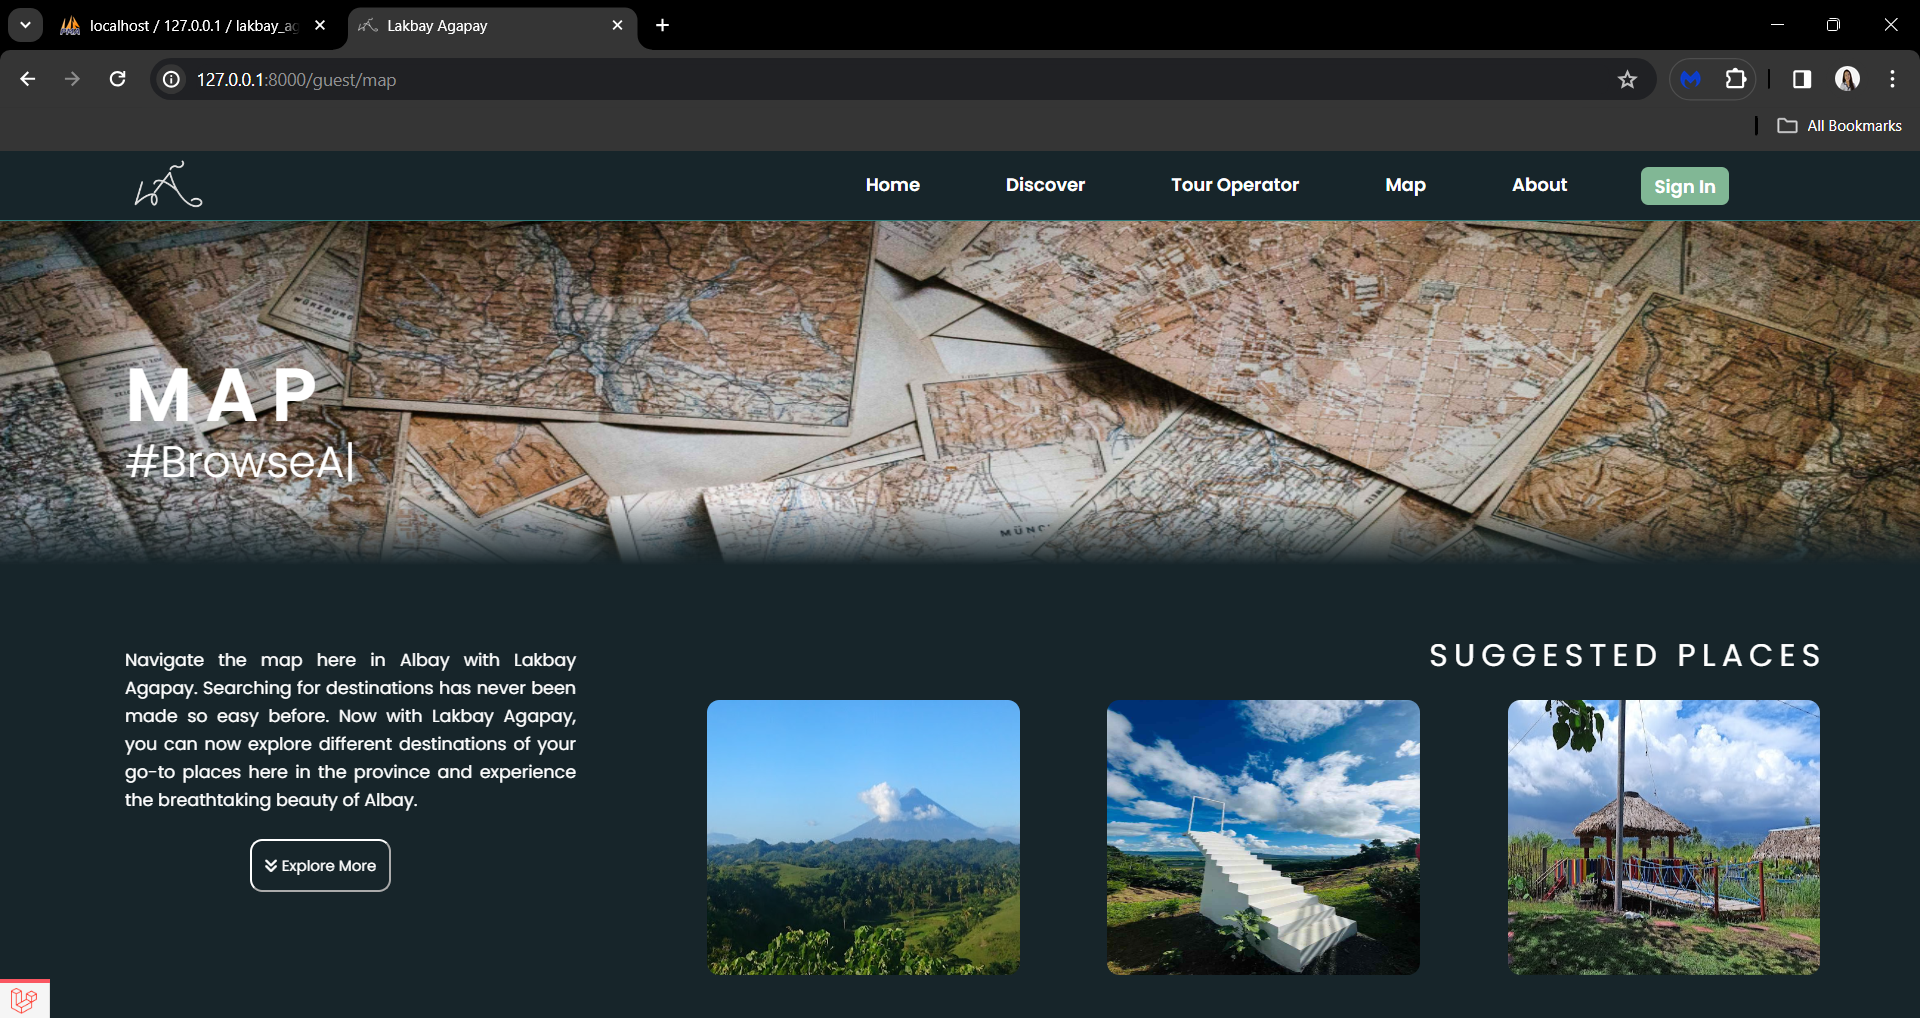 localhost / 127.0.0.1 / lakbay_ag
Lakbay Agapay
127.0.0.1:8000/guest/map
All Bookmarks
Home
Discover
Tour Operator
Map
About
Sign In
MAP
#BrowseA|
MÜNC
SUGGESTED PLACES
Navigate the map here in Albay with Lakbay
Agapay. Searching for destinations has never been
made so easy before. Now with Lakbay Agapay,
you can now explore different destinations of your
go-to places here in the province and experience
the breathtaking beauty of Albay.
Explore More